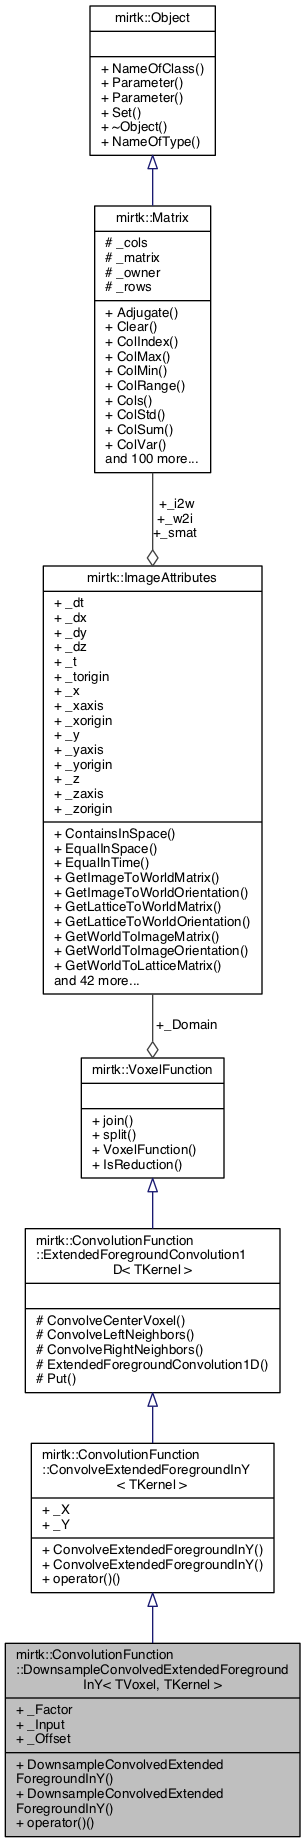 mirtk::Object
+ NameOfClass()
+ Parameter()
+ Parameter()
+ Set()
+ ~Object()
+ NameOfType()
mirtk::Matrix
# _cols
# _matrix
# _owner
# _rows
+ Adjugate()
+ Clear()
+ ColIndex()
+ ColMax()
+ ColMin()
+ ColRange()
+ Cols()
+ ColStd()
+ ColSum()
+ ColVar()
and 100 more...
+_i2w
+_w2i
+_smat
mirtk::ImageAttributes
+ _dt
+ _dx
+ _dy
+ _dz
+ _t
+ _torigin
+ _x
+ _xaxis
+ _xorigin
+ _y
+ _yaxis
+ _yorigin
+ _z
+ _zaxis
+ _zorigin
+ ContainsInSpace()
+ EqualInSpace()
+ EqualInTime()
+ GetImageToWorldMatrix()
+ GetImageToWorldOrientation()
+ GetLatticeToWorldMatrix()
+ GetLatticeToWorldOrientation()
+ GetWorldToImageMatrix()
+ GetWorldToImageOrientation()
+ GetWorldToLatticeMatrix()
and 42 more...
+_Domain
mirtk::VoxelFunction
+ join()
+ split()
+ VoxelFunction()
+ IsReduction()
mirtk::ConvolutionFunction
::ExtendedForegroundConvolution1
D< TKernel >
# ConvolveCenterVoxel()
# ConvolveLeftNeighbors()
# ConvolveRightNeighbors()
# ExtendedForegroundConvolution1D()
# Put()
mirtk::ConvolutionFunction
::ConvolveExtendedForegroundInY
< TKernel >
+ _X
+ _Y
+ ConvolveExtendedForegroundInY()
+ ConvolveExtendedForegroundInY()
+ operator()()
mirtk::ConvolutionFunction
::DownsampleConvolvedExtendedForeground
InY< TVoxel, TKernel >
+ _Factor
+ _Input
+ _Offset
+ DownsampleConvolvedExtended
ForegroundInY()
+ DownsampleConvolvedExtended
ForegroundInY()
+ operator()()